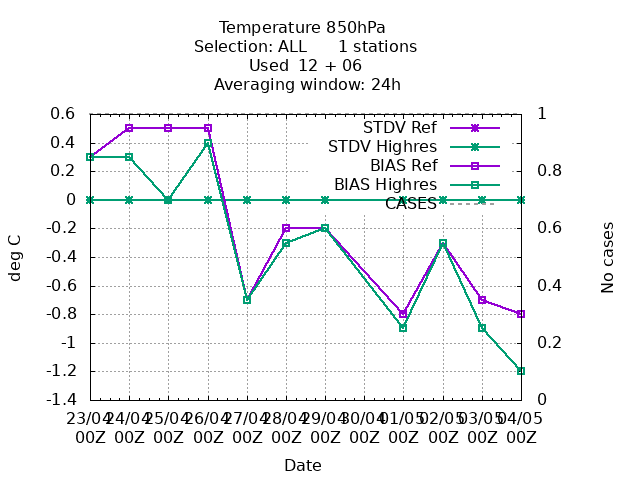 Temperature 850hPa
Selection: ALL 1 stations
Used 12 + 06
Averaging window: 24h
0.6
0.4
0.2
0
-0.2
-0.4
-0.6
-0.8
-1
-1.2
-1.4
deg C
STDV Ref
STDV Highres
BIAS Ref
BIAS Highres
CASES
1
0.8
0.6
0.4
0.2
0
No cases
23/04 24/04 25/04 26/04 27/04 28/04 29/04 30/04 01/05 02/05 03/05 04/05
00Z 00Z 00Z 00Z 00Z 00Z 00Z 00Z 00Z 00Z 00Z 00Z
Date